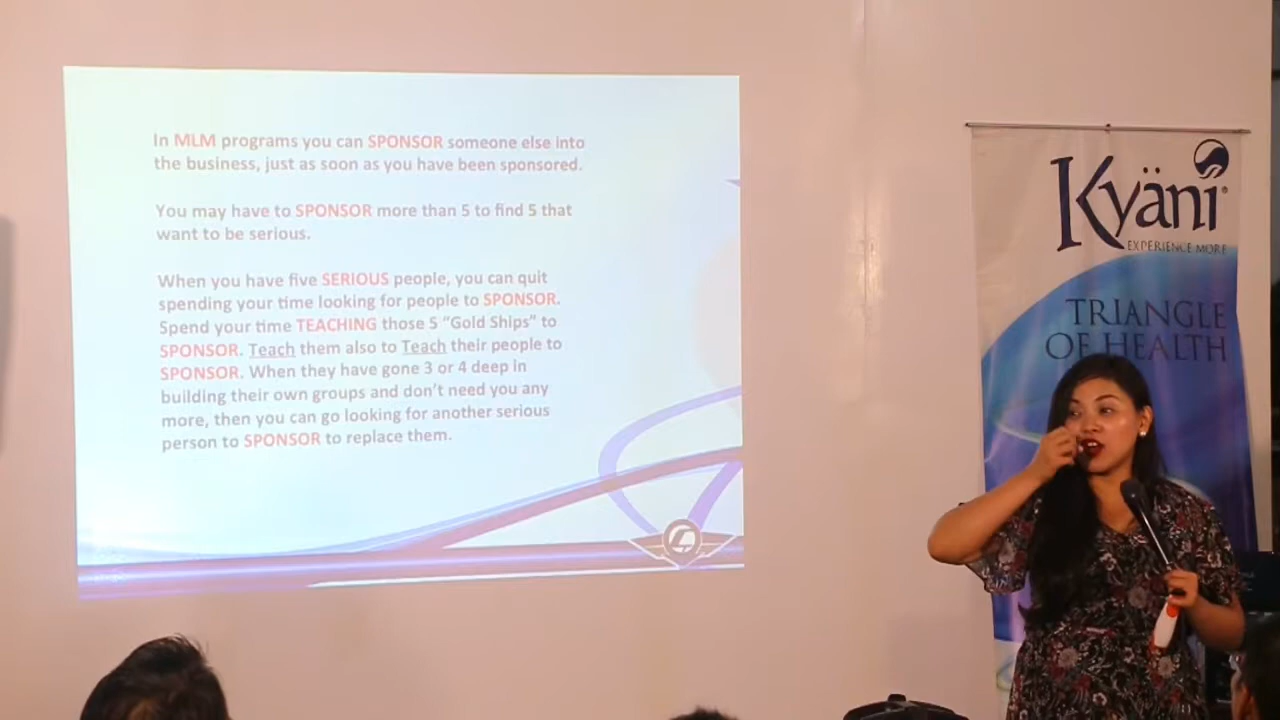 In MLM programs you can SPONSOR someone else into
the business, just as soon as you have been sponsored.
You may have to SPONSOR more than 5 to find 5 that
want to be serious.
When you have five SERIOUS people, you can quit
spending your time looking for people to SPONSOR.
Spend your time TEACHING those 5 “Gold Ships” to
SPONSOR. Teach them also to Teach their people to
SPONSOR. When they have gone 3 or 4 deep in
building their own groups and don’t need you any
more, then you can go looking for another serious
person to SPONSOR to replace them.
Kyäni®
EXPERIENCE MORE
TRIANGLE
OF HEALTH